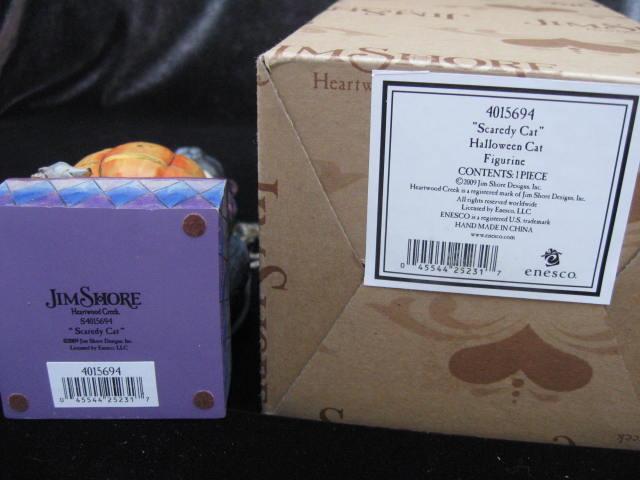 JIM SHORE
Heartwood Creek
S4015694
"Scaredy Cat"
©2009 Jim Shore Designs, Inc.
Licensed by Enesco, LLC
4015694
0 45544 25231 7
JIM SHORE
Heartw
4015694
"Scaredy Cat"
Halloween Cat
Figurine
CONTENTS: 1 PIECE
©2009 Jim Shore Designs, Inc.
Heartwood Creek is a registered mark of Jim Shore Designs, Inc.
All rights reserved worldwide
Licensed by Enesco, LLC
ENESCO is a registered U.S. trademark
HAND MADE IN CHINA
www.enesco.com
0 45544 25231 7
enesco.